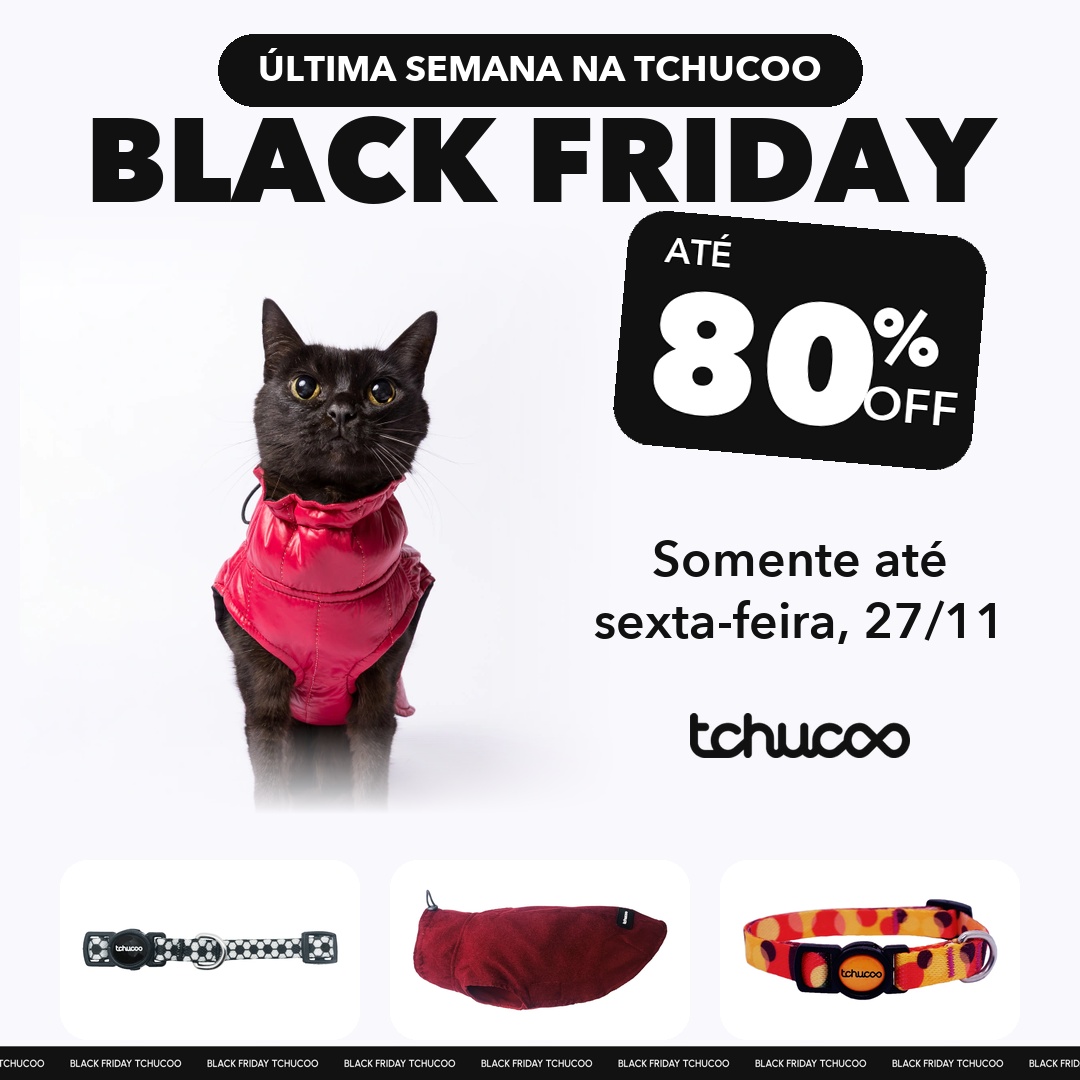 ÚLTIMA SEMANA NA TCHUCOO
BLACK FRIDAY
ATÉ
80%
OFF
Somente até
sexta-feira, 27/11
tchucoo
tchucoo
tchucoo
tchucoo
TCHUCOO BLACK FRIDAY TCHUCOO BLACK FRIDAY TCHUCOO BLACK FRIDAY TCHUCOO BLACK FRIDAY TCHUCOO BLACK FRIDAY TCHUCOO BLACK FRIDAY TCHUCOO BLACK FRIDAY TCHUCOO BLACK FRID